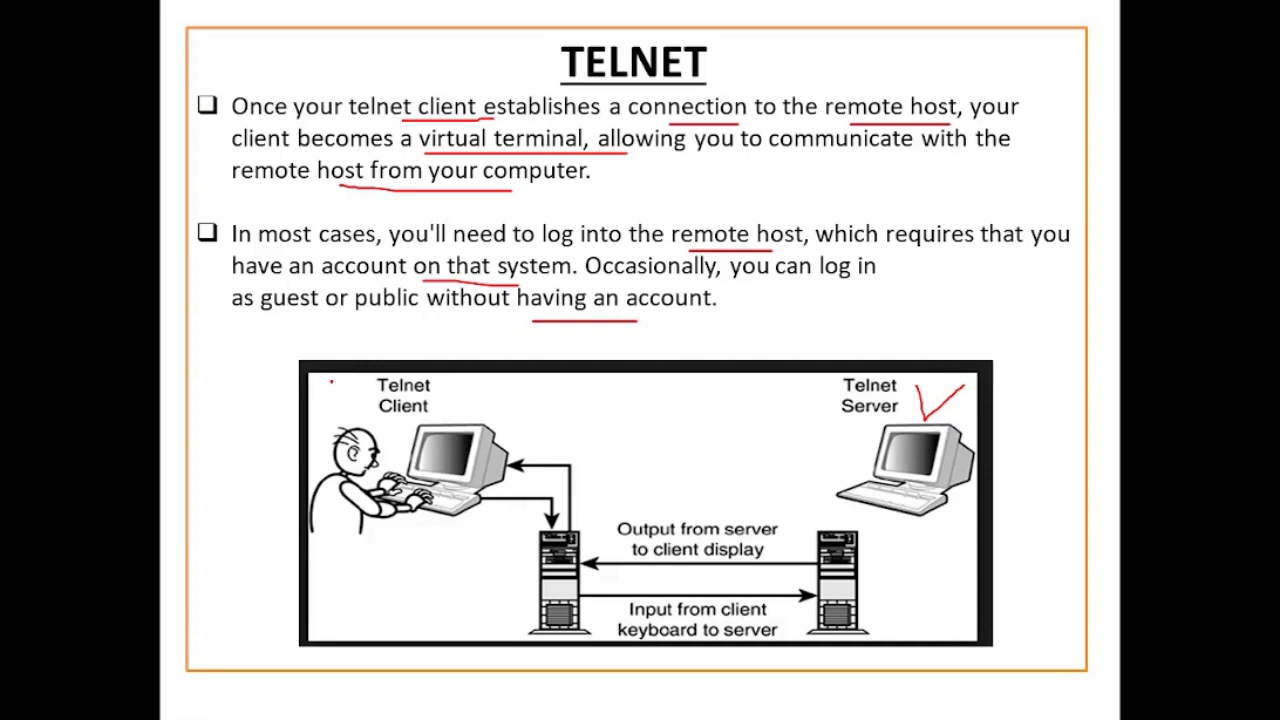 TELNET
❑ Once your telnet client establishes a connection to the remote host, your
client becomes a virtual terminal, allowing you to communicate with the
remote host from your computer.
❑ In most cases, you'll need to log into the remote host, which requires that you
have an account on that system. Occasionally, you can log in
as guest or public without having an account.
Telnet
Client
Telnet
Server
Output from server
to client display
Input from client
keyboard to server